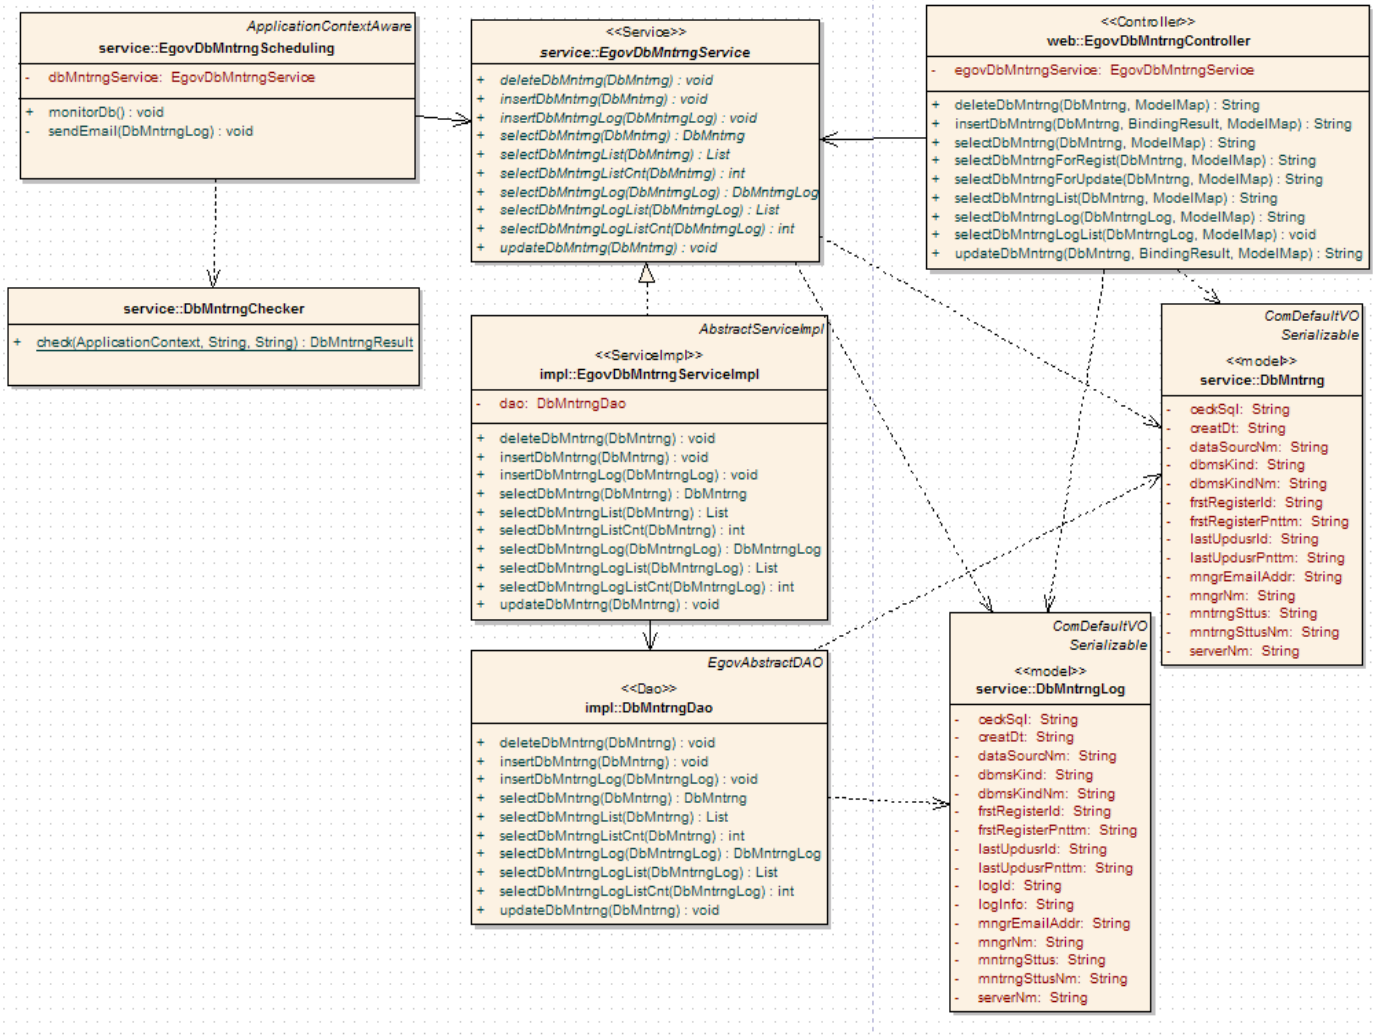 ApplicationContextAware
service::EgovDbMntrngScheduling
- dbMntrngService: EgovDbMntrngService
+ monitorDb() : void
- sendEmail(DbMntrngLog) : void
<<Service>>
service::EgovDbMntrngService
+ deleteDbMntrng(DbMntrng) : void
+ insertDbMntrng(DbMntrng) : void
+ insertDbMntrngLog(DbMntrngLog) : void
+ selectDbMntrng(DbMntrng) : DbMntrng
+ selectDbMntrngList(DbMntrng) : List
+ selectDbMntrngListCnt(DbMntrng) : int
+ selectDbMntrngLog(DbMntrngLog) : DbMntrngLog
+ selectDbMntrngLogList(DbMntrngLog) : List
+ selectDbMntrngLogListCnt(DbMntrngLog) : int
+ updateDbMntrng(DbMntrng) : void
<<Controller>>
web::EgovDbMntrngController
- egovDbMntrngService: EgovDbMntrngService
+ deleteDbMntrng(DbMntrng, ModelMap) : String
+ insertDbMntrng(DbMntrng, BindingResult, ModelMap) : String
+ selectDbMntrng(DbMntrng, ModelMap) : String
+ selectDbMntrngForRegist(DbMntrng, ModelMap) : String
+ selectDbMntrngForUpdate(DbMntrng, ModelMap) : String
+ selectDbMntrngList(DbMntrng, ModelMap) : String
+ selectDbMntrngLog(DbMntrngLog, ModelMap) : String
+ selectDbMntrngLogList(DbMntrngLog, ModelMap) : void
+ updateDbMntrng(DbMntrng, BindingResult, ModelMap) : String
service::DbMntrngChecker
+ check(ApplicationContext, String, String) : DbMntrngResult
AbstractServiceImpl
<<ServiceImpl>>
impl::EgovDbMntrngServiceImpl
- dao: DbMntrngDao
+ deleteDbMntrng(DbMntrng) : void
+ insertDbMntrng(DbMntrng) : void
+ insertDbMntrngLog(DbMntrngLog) : void
+ selectDbMntrng(DbMntrng) : DbMntrng
+ selectDbMntrngList(DbMntrng) : List
+ selectDbMntrngListCnt(DbMntrng) : int
+ selectDbMntrngLog(DbMntrngLog) : DbMntrngLog
+ selectDbMntrngLogList(DbMntrngLog) : List
+ selectDbMntrngLogListCnt(DbMntrngLog) : int
+ updateDbMntrng(DbMntrng) : void
ComDefaultVO
Serializable
<<model>>
service::DbMntrng
- ceckSql: String
- creatDt: String
- dataSourcNm: String
- dbmsKind: String
- dbmsKindNm: String
- frstRegisterId: String
- frstRegisterPnttm: String
- lastUpdusrId: String
- lastUpdusrPnttm: String
- mngrEmailAddr: String
- mngrNm: String
- mntrngSttus: String
- mntrngSttusNm: String
- serverNm: String
EgovAbstractDAO
<<Dao>>
impl::DbMntrngDao
+ deleteDbMntrng(DbMntrng) : void
+ insertDbMntrng(DbMntrng) : void
+ insertDbMntrngLog(DbMntrngLog) : void
+ selectDbMntrng(DbMntrng) : DbMntrng
+ selectDbMntrngList(DbMntrng) : List
+ selectDbMntrngListCnt(DbMntrng) : int
+ selectDbMntrngLog(DbMntrngLog) : DbMntrngLog
+ selectDbMntrngLogList(DbMntrngLog) : List
+ selectDbMntrngLogListCnt(DbMntrngLog) : int
+ updateDbMntrng(DbMntrng) : void
ComDefaultVO
Serializable
<<model>>
service::DbMntrngLog
- ceckSql: String
- creatDt: String
- dataSourcNm: String
- dbmsKind: String
- dbmsKindNm: String
- frstRegisterId: String
- frstRegisterPnttm: String
- lastUpdusrId: String
- lastUpdusrPnttm: String
- logId: String
- logInfo: String
- mngrEmailAddr: String
- mngrNm: String
- mntrngSttus: String
- mntrngSttusNm: String
- serverNm: String